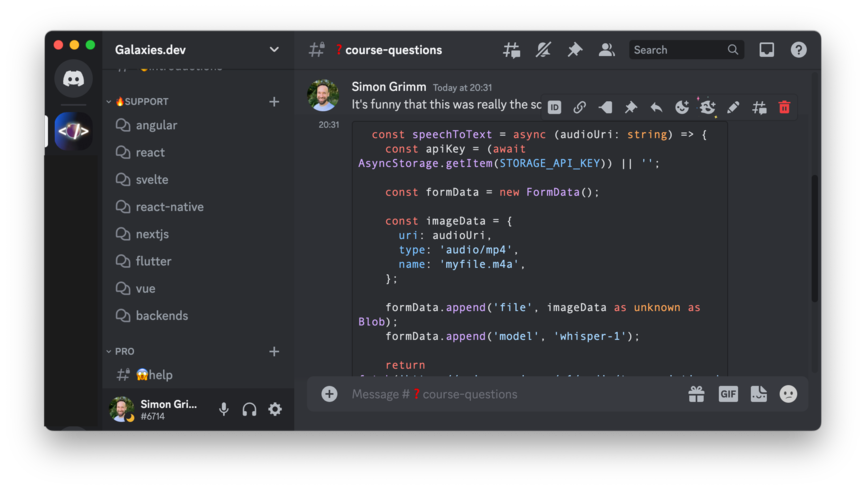 Galaxies.dev
🔥SUPPORT
angular
react
svelte
react-native
nextjs
flutter
vue
backends
PRO
😱help
Simon Gri...
#6714
❓course-questions
Search
Simon Grimm Today at 20:31
It's funny that this was really the
ID
20:31
const speechToText = async (audioUri: string) => {
const apiKey = (await
AsyncStorage.getItem(STORAGE_API_KEY)) || '';
const formData = new FormData();
const imageData = {
uri: audioUri,
type: 'audio/mp4',
name: 'myfile.m4a',
};
formData.append('file', imageData as unknown as
Blob);
formData.append('model', 'whisper-1');
return
Message #❓course-questions
GIF